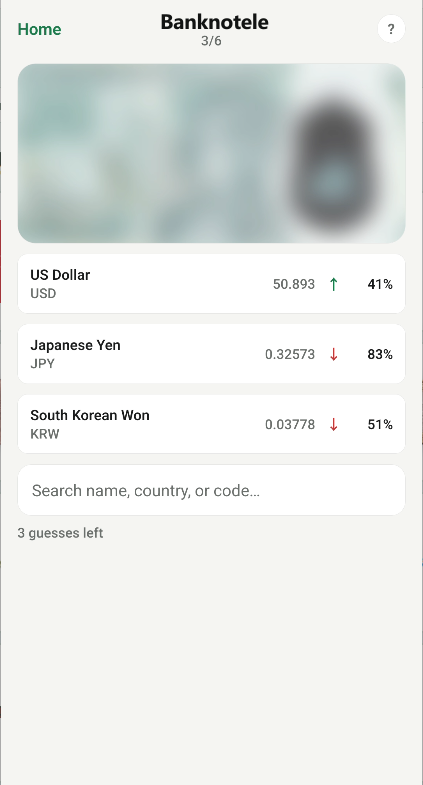 Home
Banknotele
?
3/6
US Dollar
USD
50.893 ↑ 41%
Japanese Yen
JPY
0.32573 ↓ 83%
South Korean Won
KRW
0.03778 ↓ 51%
Search name, country, or code…
3 guesses left